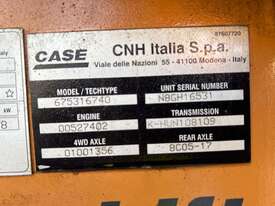 87607720
CASE
CNH Italia S.p.a.
Viale delle Nazioni 55 - 41100 Modena - Italy
MODEL / TECHTYPE
675316740
UNIT SERIAL NUMBER
N8GH16531
ENGINE
00527402
TRANSMISSION
K-HUN108109
4WD AXLE
01001356
REAR AXLE
8C05-17
kW